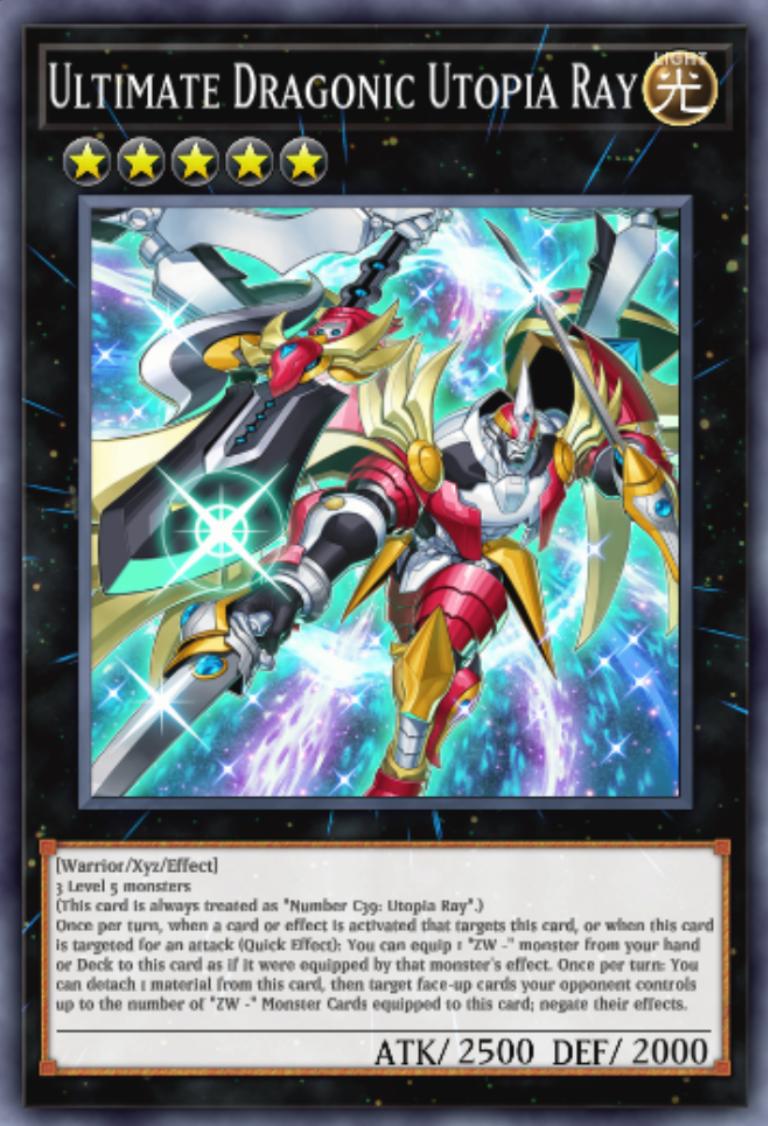 ULTIMATE DRAGONIC UTOPIA RAY
LIGHT
光
[Warrior/Xyz/Effect]
3 Level 5 monsters
(This card is always treated as "Number C39: Utopia Ray".)
Once per turn, when a card or effect is activated that targets this card, or when this card
is targeted for an attack (Quick Effect): You can equip 1 "ZW -" monster from your hand
or Deck to this card as if it were equipped by that monster's effect. Once per turn: You
can detach 1 material from this card, then target face-up cards your opponent controls
up to the number of "ZW -" Monster Cards equipped to this card; negate their effects.
ATK/ 2500 DEF/ 2000